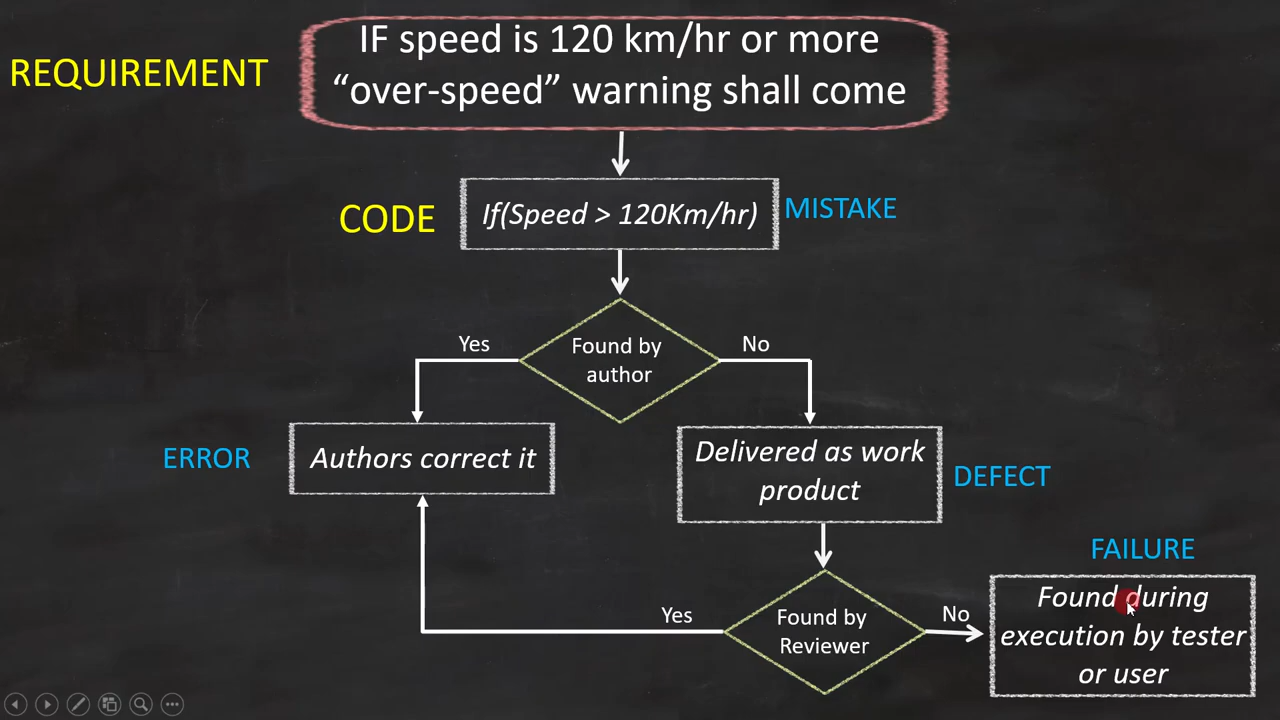 IF speed is 120 km/hr or more
REQUIREMENT
“over-speed” warning shall come
CODE
If(Speed > 120Km/hr)
MISTAKE
Yes
Found by
author
No
ERROR
Authors correct it
Delivered as work
product
DEFECT
FAILURE
Yes
Found by
Reviewer
No
Found during
execution by tester
or user